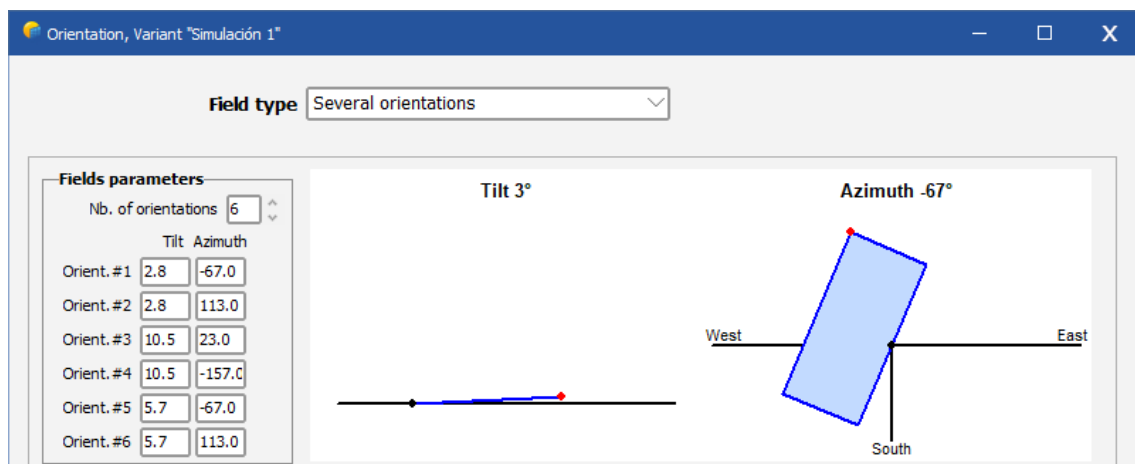 Orientation, Variant "Simulación 1"
Field type Several orientations
Fields parameters
Nb. of orientations 6
Tilt Azimuth
Orient.#1 2.8 -67.0
Orient.#2 2.8 113.0
Orient.#3 10.5 23.0
Orient.#4 10.5 -157.0
Orient.#5 5.7 -67.0
Orient.#6 5.7 113.0
Tilt 3°
Azimuth -67°
West
East
South